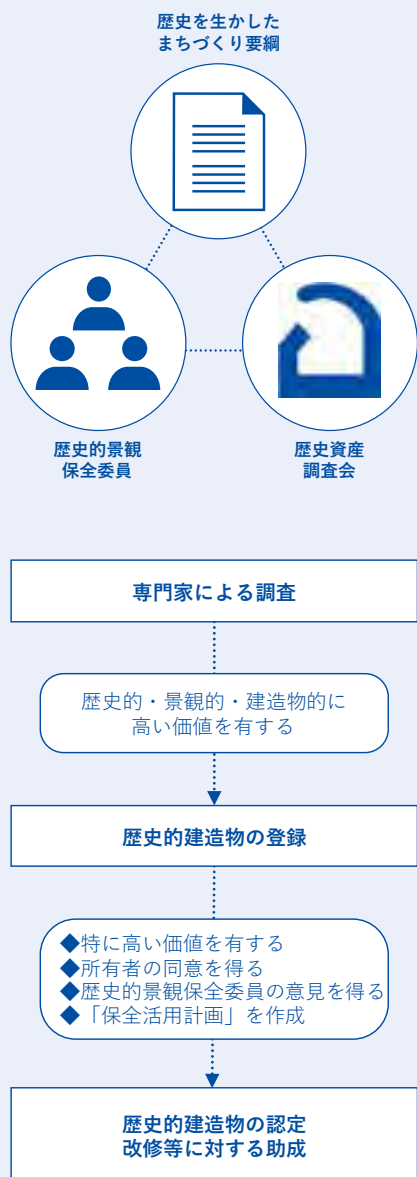 歴史を生かした
まちづくり要綱
歴史的景観
保全委員
歴史資産
調査会
専門家による調査
歴史的・景観的・建造物的に
高い価値を有する
歴史的建造物の登録
◆特に高い価値を有する
◆所有者の同意を得る
◆歴史的景観保全委員の意見を得る
◆「保全活用計画」を作成
歴史的建造物の認定
改修等に対する助成